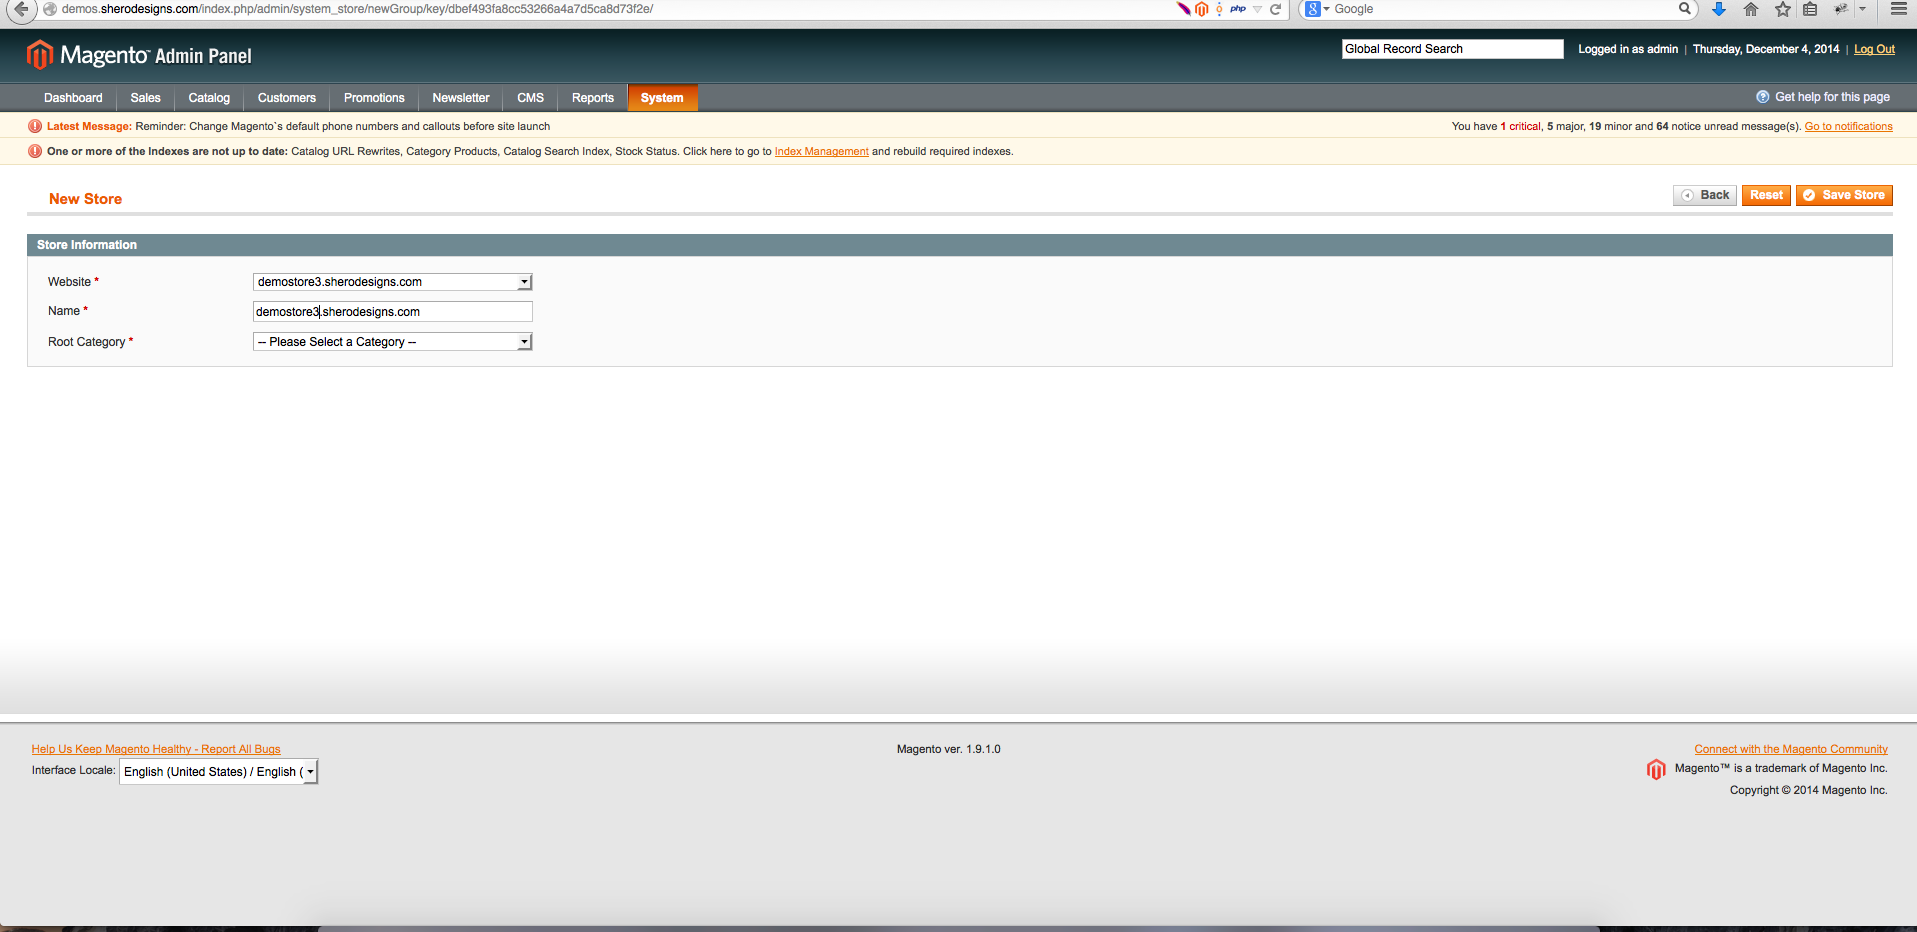 demos.sherodesigns.com/index.php/admin/system_store/newGroup/key/dbef493fa8cc53266a4a7d5ca8d73f2e/ php 8 Google
Magento™ Admin Panel Global Record Search Logged in as admin | Thursday, December 4, 2014 | Log Out
Dashboard Sales Catalog Customers Promotions Newsletter CMS Reports System ? Get help for this page
Latest Message: Reminder: Change Magento`s default phone numbers and callouts before site launch You have 1 critical, 5 major, 19 minor and 64 notice unread message(s). Go to notifications
One or more of the Indexes are not up to date: Catalog URL Rewrites, Category Products, Catalog Search Index, Stock Status. Click here to go to Index Management and rebuild required indexes.
New Store Back Reset Save Store
Store Information
Website * demostore3.sherodesigns.com
Name * demostore3.sherodesigns.com
Root Category * -- Please Select a Category --
Help Us Keep Magento Healthy - Report All Bugs Magento ver. 1.9.1.0 Connect with the Magento Community
Interface Locale: English (United States) / English ( Magento™ is a trademark of Magento Inc.
Copyright © 2014 Magento Inc.